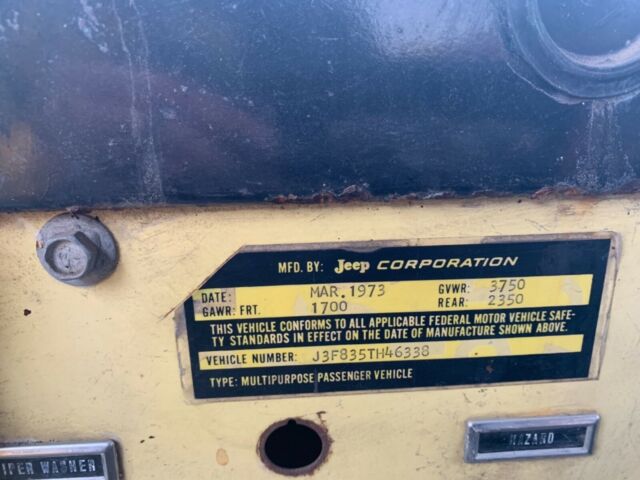 MFD. BY: Jeep CORPORATION
DATE: MAR. 1973 GVWR: 3750
GAWR: FRT. 1700 REAR: 2350
THIS VEHICLE CONFORMS TO ALL APPLICABLE FEDERAL MOTOR VEHICLE SAFE-
TY STANDARDS IN EFFECT ON THE DATE OF MANUFACTURE SHOWN ABOVE.
VEHICLE NUMBER: J3F835TH46338
TYPE: MULTIPURPOSE PASSENGER VEHICLE
IPER WASHER
HAZARD